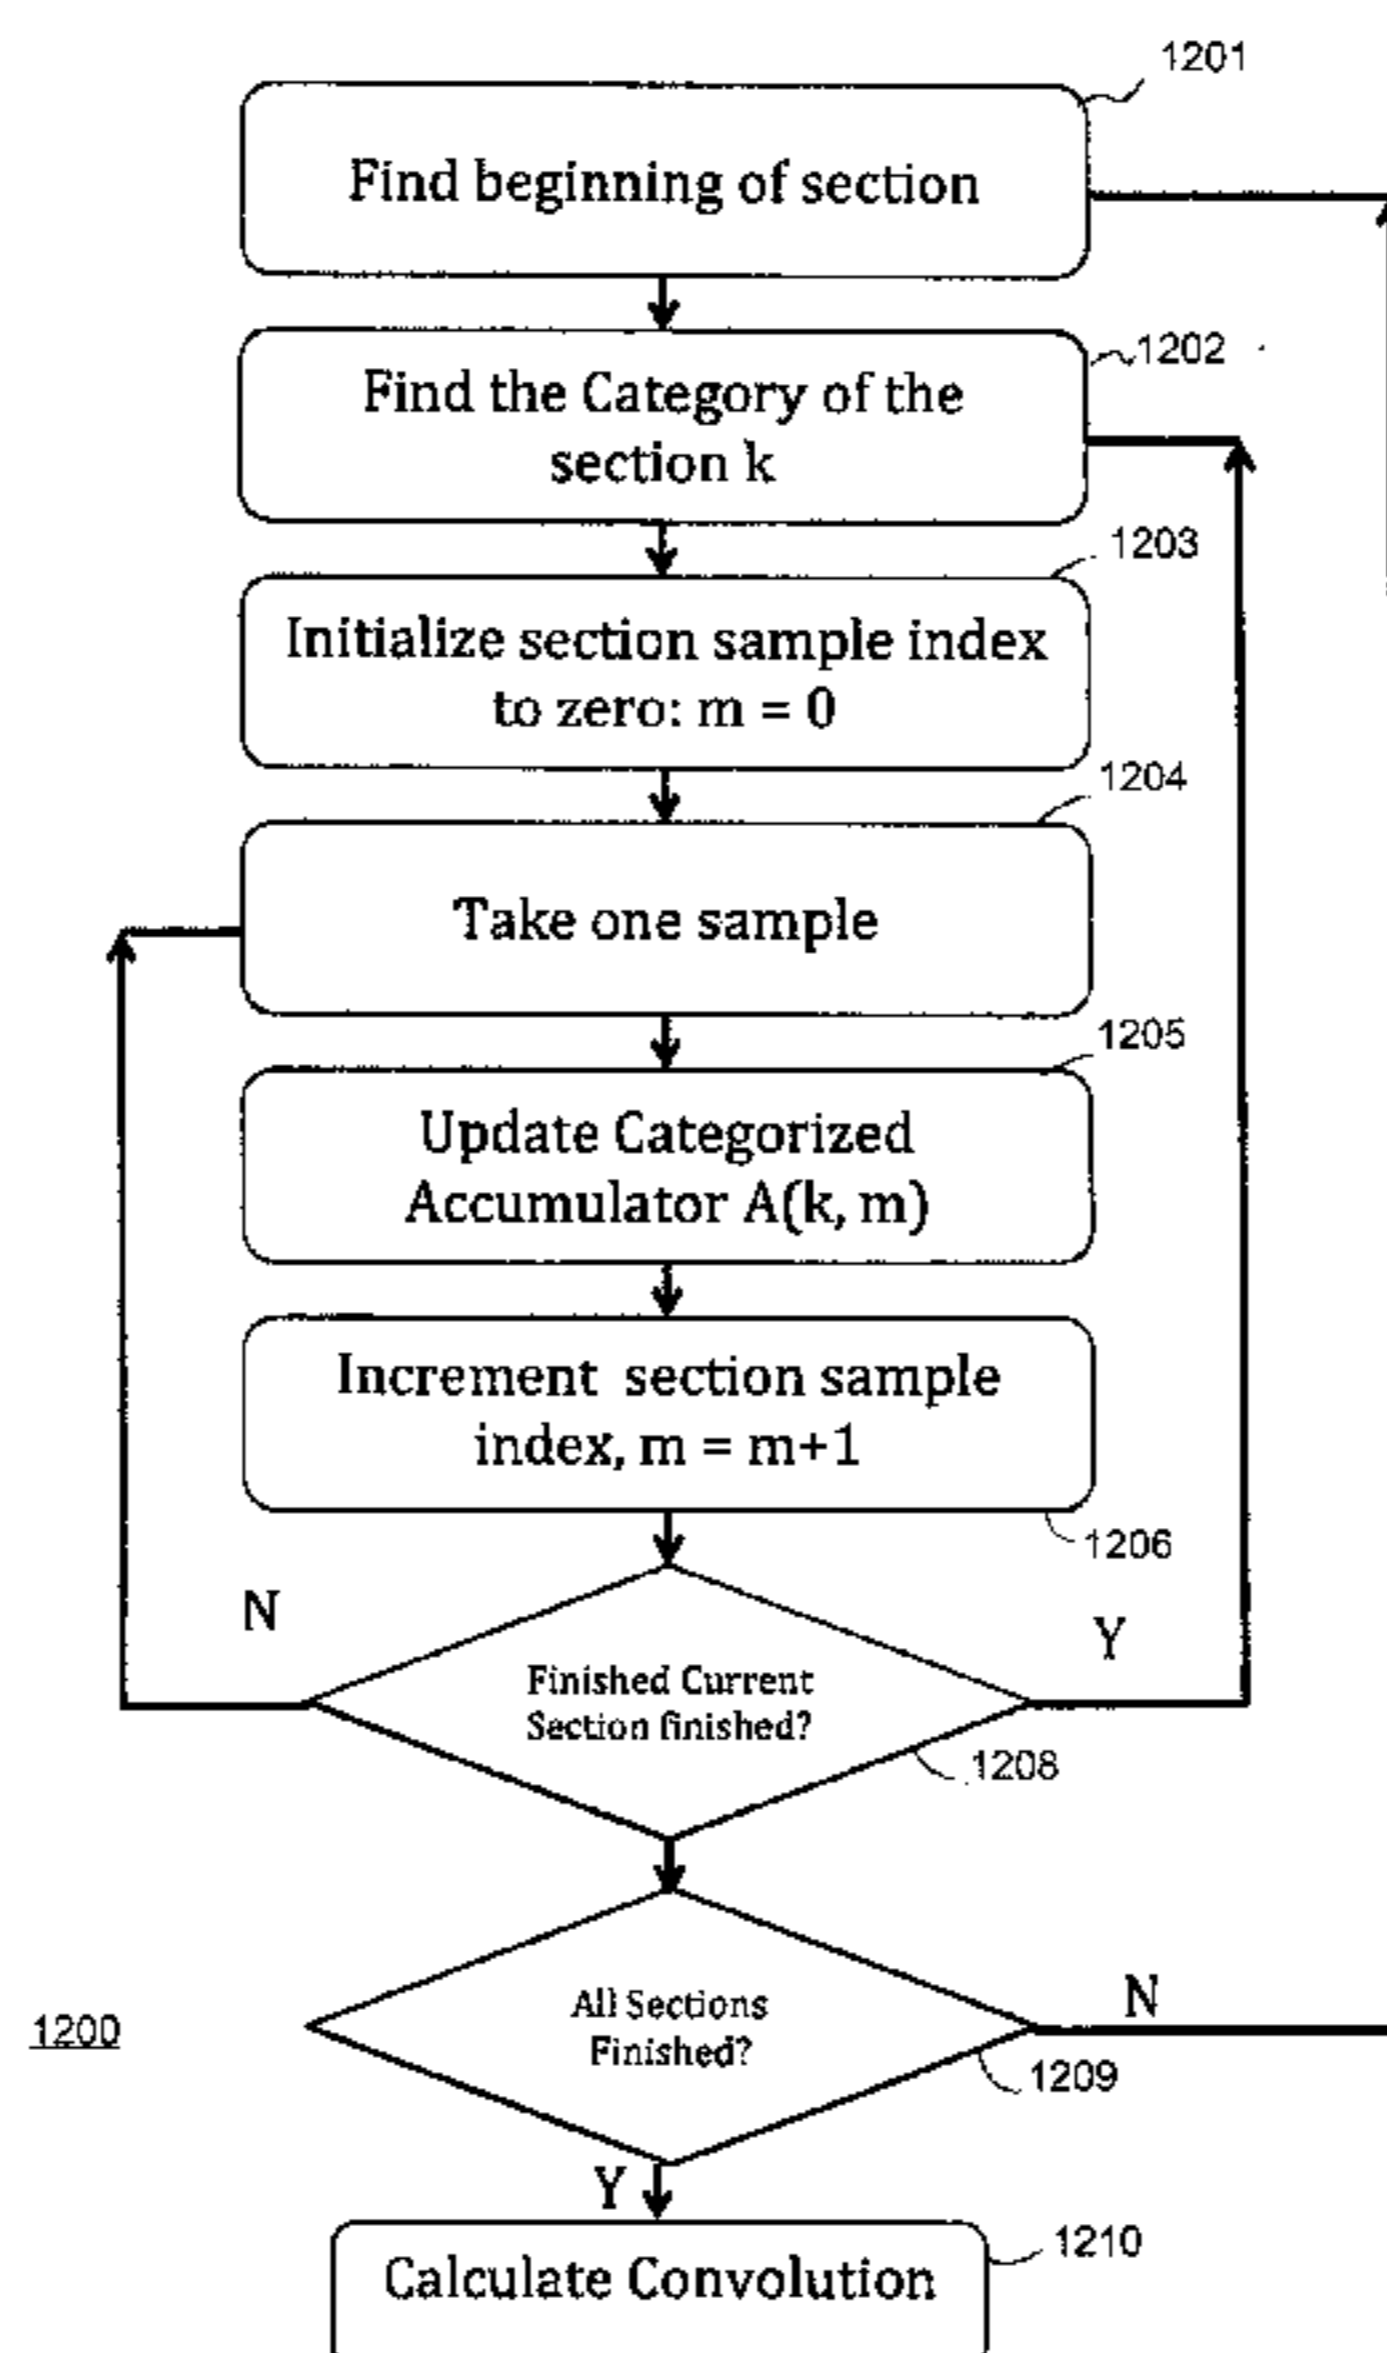 1201
Find beginning of section
1202
Find the Category of the
section k
1203
Initialize section sample index
to zero: m = 0
1204
Take one sample
1205
Update Categorized
Accumulator A(k, m)
Increment section sample
index, m = m+1
1206
N
Y
Finished Current
Section finished?
1208
All Sections
Finished?
N
1200
1209
Y
1210
Calculate Convolution